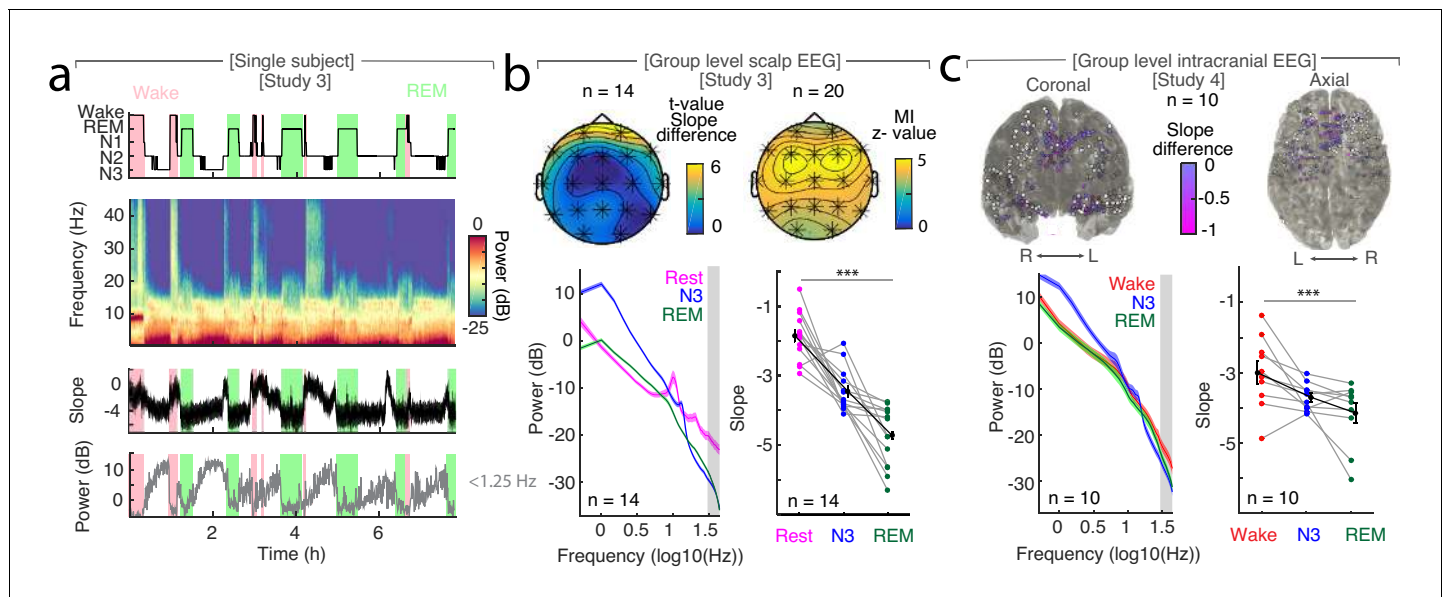 a
[Single subject]
[Study 3]
Wake
REM
Wake
REM
N1
N2
N3
Frequency (Hz)
40
30
20
10
0
Power (dB)
-25
Slope
0
-4
Power (dB)
10
0
<1.25 Hz
2
4
6
Time (h)
b
[Group level scalp EEG]
[Study 3]
n = 14
t-value
Slope
difference
6
0
n = 20
MI
z- value
5
0
Power (dB)
10
0
-10
-20
-30
Rest
N3
REM
n = 14
0
0.5
1
1.5
Frequency (log10(Hz))
Slope
-1
-3
-5
***
n = 14
Rest
N3
REM
c
[Group level intracranial EEG]
[Study 4]
n = 10
Coronal
Axial
Slope
difference
0
-0.5
-1
R
L
L
R
Power (dB)
10
0
-10
-20
-30
Wake
N3
REM
n = 10
0
0.5
1
1.5
Frequency (log10(Hz))
Slope
-1
-3
-5
***
n = 10
Wake
N3
REM